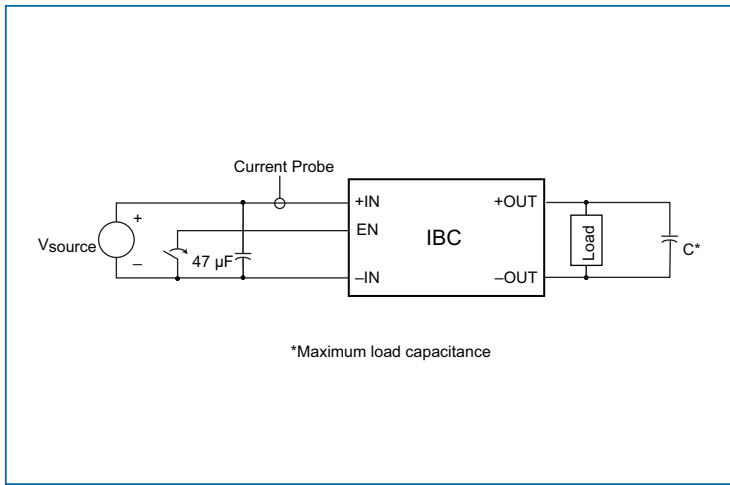 Current Probe
+IN
+OUT
+
EN
IBC
Load
Vsource
47 µF
C*
–
–IN
–OUT
*Maximum load capacitance